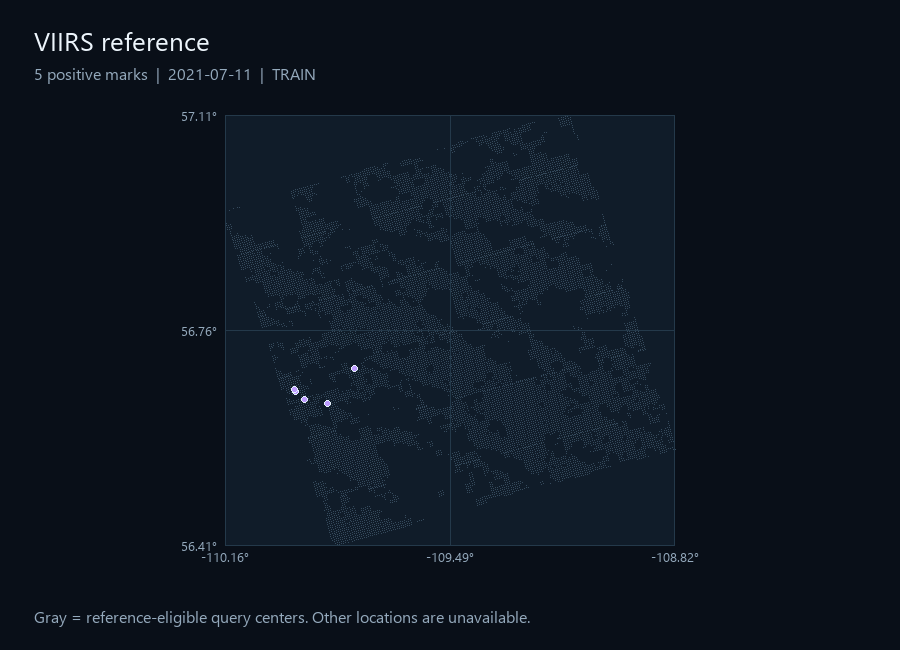 VIIRS reference
5 positive marks | 2021-07-11 | TRAIN
57.11°
56.76°
56.41°
-110.16°
-109.49°
-108.82°
Gray = reference-eligible query centers. Other locations are unavailable.